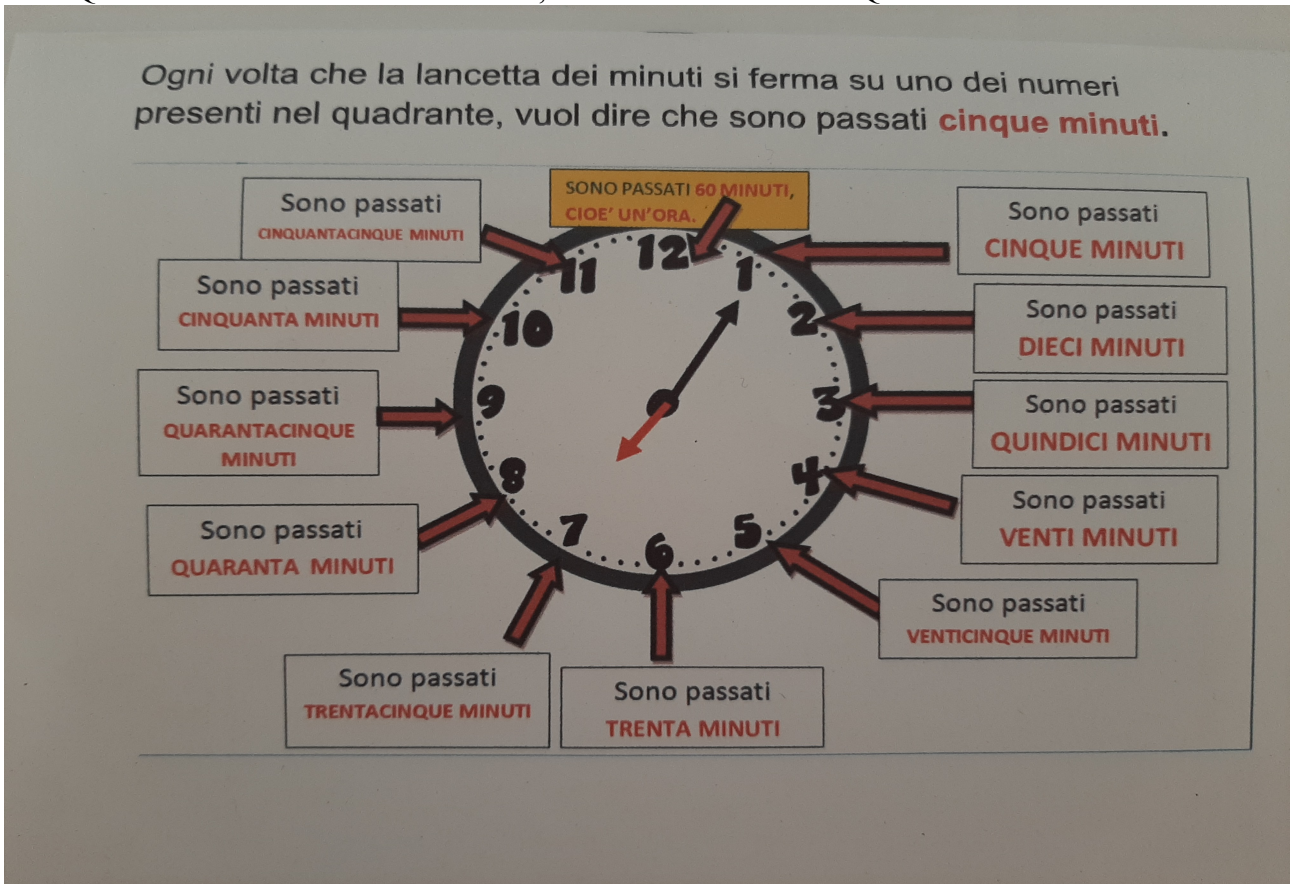 Ogni volta che la lancetta dei minuti si ferma su uno dei numeri
presenti nel quadrante, vuol dire che sono passati cinque minuti.
SONO PASSATI 60 MINUTI,
CIOE' UN'ORA.
Sono passati
CINQUANTACINQUE MINUTI
Sono passati
CINQUE MINUTI
Sono passati
CINQUANTA MINUTI
Sono passati
DIECI MINUTI
Sono passati
QUARANTACINQUE
MINUTI
Sono passati
QUINDICI MINUTI
Sono passati
QUARANTA MINUTI
Sono passati
VENTI MINUTI
Sono passati
VENTICINQUE MINUTI
Sono passati
TRENTACINQUE MINUTI
Sono passati
TRENTA MINUTI
12
1
2
3
4
5
6
7
8
9
10
11